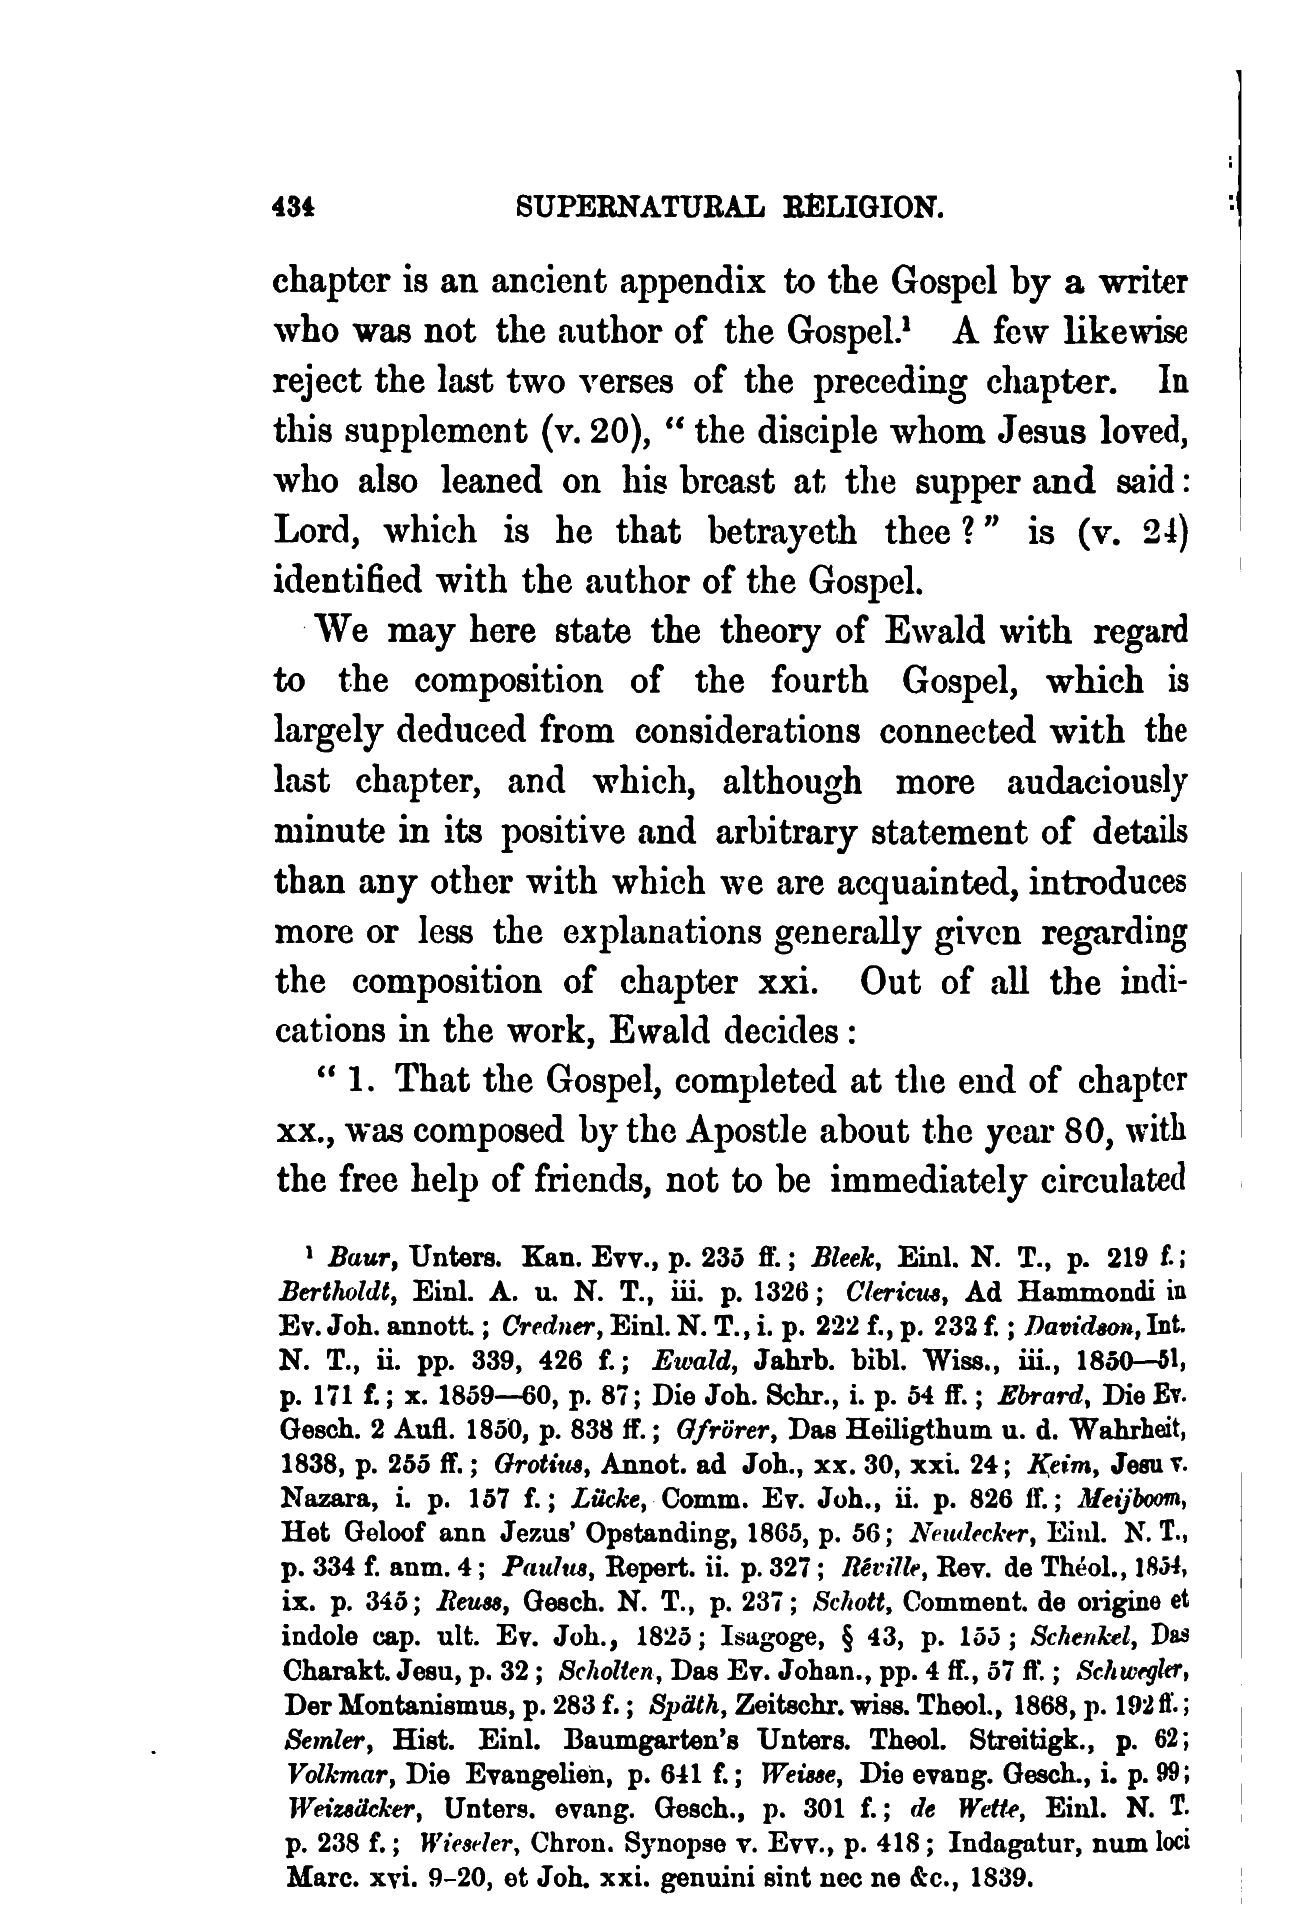 434 SUPERNATURAL RELIGION.
chapter is an ancient appendix to the Gospel by a writer
who was not the author of the Gospel.¹ A few likewise
reject the last two verses of the preceding chapter. In
this supplement (v. 20), “ the disciple whom Jesus loved,
who also leaned on his breast at the supper and said:
Lord, which is he that betrayeth thee ? ” is (v. 24)
identified with the author of the Gospel.
We may here state the theory of Ewald with regard
to the composition of the fourth Gospel, which is
largely deduced from considerations connected with the
last chapter, and which, although more audaciously
minute in its positive and arbitrary statement of details
than any other with which we are acquainted, introduces
more or less the explanations generally given regarding
the composition of chapter xxi. Out of all the indi-
cations in the work, Ewald decides :
“ 1. That the Gospel, completed at the end of chapter
xx., was composed by the Apostle about the year 80, with
the free help of friends, not to be immediately circulated
¹ Baur, Unters. Kan. Evv., p. 235 ff. ; Bleek, Einl. N. T., p. 219 f. ;
Bertholdt, Einl. A. u. N. T., iii. p. 1326 ; Clericus, Ad Hammondi in
Ev. Joh. annott. ; Credner, Einl. N. T., i. p. 222 f., p. 232 f. ; Davidson, Int.
N. T., ii. pp. 339, 426 f. ; Ewald, Jahrb. bibl. Wiss., iii., 1850—51,
p. 171 f. ; x. 1859—60, p. 87 ; Die Joh. Schr., i. p. 54 ff. ; Ebrard, Die Ev.
Gesch. 2 Aufl. 1850, p. 838 ff. ; Gfrörer, Das Heiligthum u. d. Wahrheit,
1838, p. 255 ff. ; Grotius, Annot. ad Joh., xx. 30, xxi. 24 ; Keim, Jesu v.
Nazara, i. p. 157 f. ; Lücke, Comm. Ev. Joh., ii. p. 826 ff. ; Meijboom,
Het Geloof ann Jezus’ Opstanding, 1865, p. 56 ; Neudecker, Einl. N. T.,
p. 334 f. anm. 4 ; Paulus, Repert. ii. p. 327 ; Réville, Rev. de Théol., 1854,
ix. p. 345 ; Reuss, Gesch. N. T., p. 237 ; Schott, Comment. de origine et
indole cap. ult. Ev. Joh., 1825 ; Isagoge, § 43, p. 155 ; Schenkel, Das
Charakt. Jesu, p. 32 ; Scholten, Das Ev. Johan., pp. 4 ff., 57 ff. ; Schwegler,
Der Montanismus, p. 283 f. ; Späth, Zeitschr. wiss. Theol., 1868, p. 192 ff. ;
Semler, Hist. Einl. Baumgarten’s Unters. Theol. Streitigk., p. 62 ;
Volkmar, Die Evangelien, p. 641 f. ; Weisse, Die evang. Gesch., i. p. 99 ;
Weizsäcker, Unters. evang. Gesch., p. 301 f. ; de Wette, Einl. N. T.
p. 238 f. ; Wieseler, Chron. Synopse v. Evv., p. 418 ; Indagatur, num loci
Marc. xvi. 9-20, et Joh. xxi. genuini sint nec ne &c., 1839.